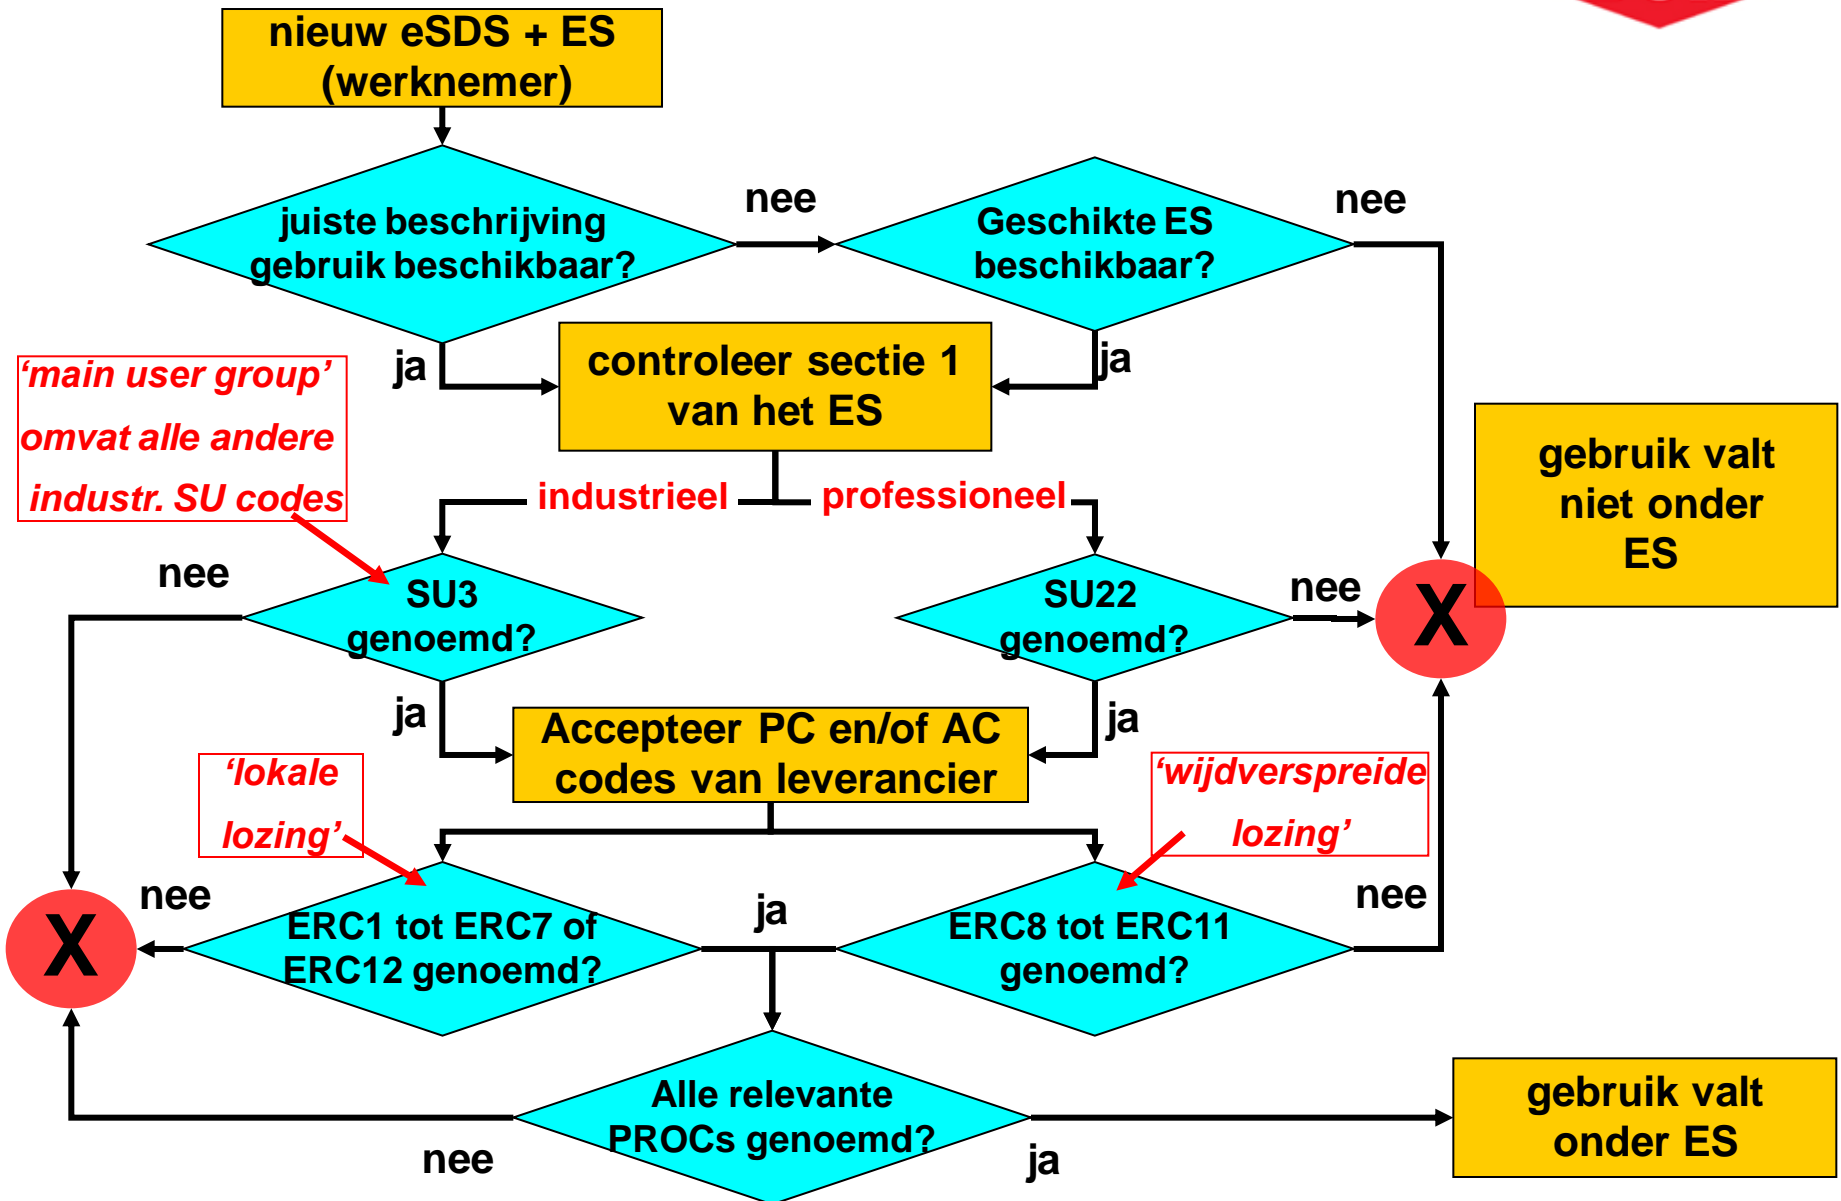 nieuw eSDS + ES
(werknemer)
juiste beschrijving
gebruik beschikbaar?
nee
Geschikte ES
beschikbaar?
nee
ja
controleer sectie 1
van het ES
ja
‘main user group’
omvat alle andere
industr. SU codes
gebruik valt
niet onder
ES
industrieel
professioneel
nee
SU3
genoemd?
SU22
genoemd?
nee
X
ja
Accepteer PC en/of AC
codes van leverancier
ja
‘lokale
lozing’
‘wijdverspreide
lozing’
X
nee
ERC1 tot ERC7 of
ERC12 genoemd?
ja
ERC8 tot ERC11
genoemd?
nee
Alle relevante
PROCs genoemd?
nee
ja
gebruik valt
onder ES